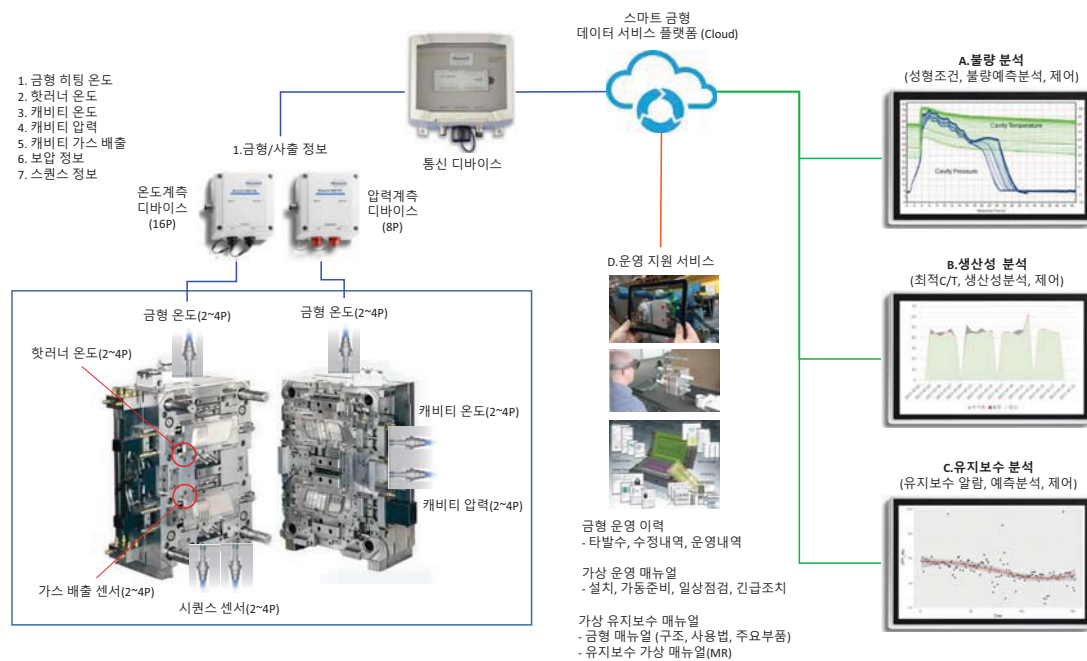 스마트 금형
데이터 서비스 플랫폼 (Cloud)
1. 금형 히팅 온도
2. 핫러너 온도
3. 캐비티 온도
4. 캐비티 압력
5. 캐비티 가스 배출
6. 보압 정보
7. 스퀀스 정보
1.금형/사출 정보
통신 디바이스
온도계측
디바이스
(16P)
압력계측
디바이스
(8P)
금형 온도(2~4P)
금형 온도(2~4P)
핫러너 온도(2~4P)
캐비티 온도(2~4P)
캐비티 압력(2~4P)
가스 배출 센서(2~4P)
시퀀스 센서(2~4P)
D.운영 지원 서비스
금형 운영 이력
- 타발수, 수정내역, 운영내역
가상 운영 매뉴얼
- 설치, 가동준비, 일상점검, 긴급조치
가상 유지보수 매뉴얼
- 금형 매뉴얼 (구조, 사용법, 주요부품)
- 유지보수 가상 매뉴얼(MR)
A.불량 분석
(성형조건, 불량예측분석, 제어)
Cavity Temperature
Cavity Pressure
B.생산성 분석
(최적C/T, 생산성분석, 제어)
C.유지보수 분석
(유지보수 알람, 예측분석, 제어)